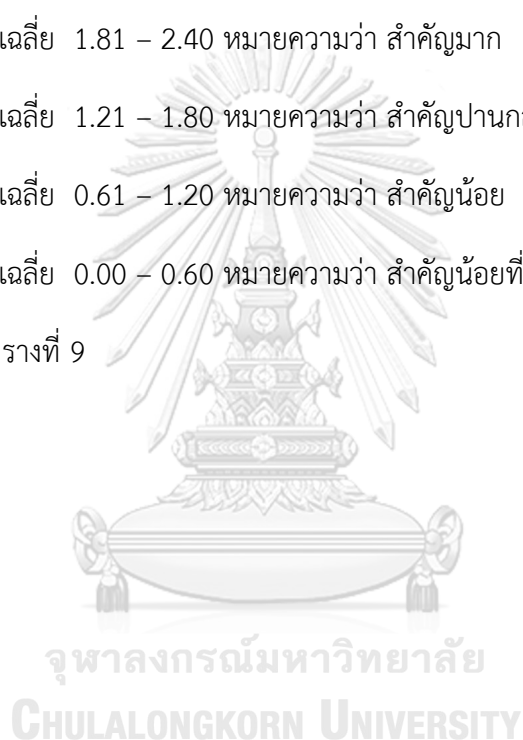 เฉลี่ย 1.81 – 2.40 หมายความว่า สำคัญมาก
เฉลี่ย 1.21 – 1.80 หมายความว่า สำคัญปานก
เฉลี่ย 0.61 – 1.20 หมายความว่า สำคัญน้อย
เฉลี่ย 0.00 – 0.60 หมายความว่า สำคัญน้อยที่
รางที่ 9
จุฬาลงกรณ์มหาวิทยาลัย
CHULALONGKORN UNIVERSITY